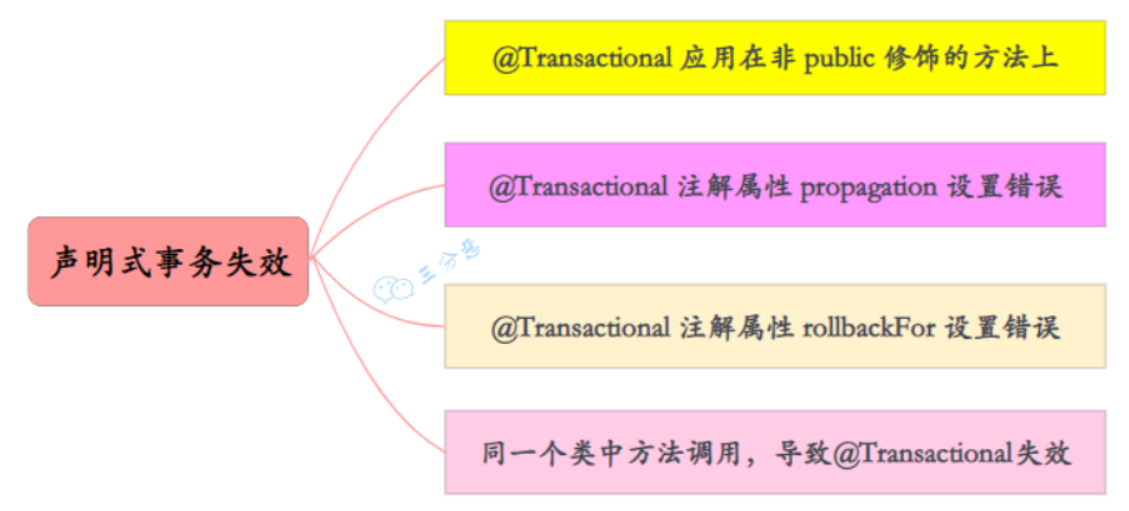 @Transactional 应用在非 public 修饰的方法上
@Transactional 注解属性 propagation 设置错误
声明式事务失效
三分恶
@Transactional 注解属性 rollbackFor 设置错误
同一个类中方法调用，导致@Transactional失效